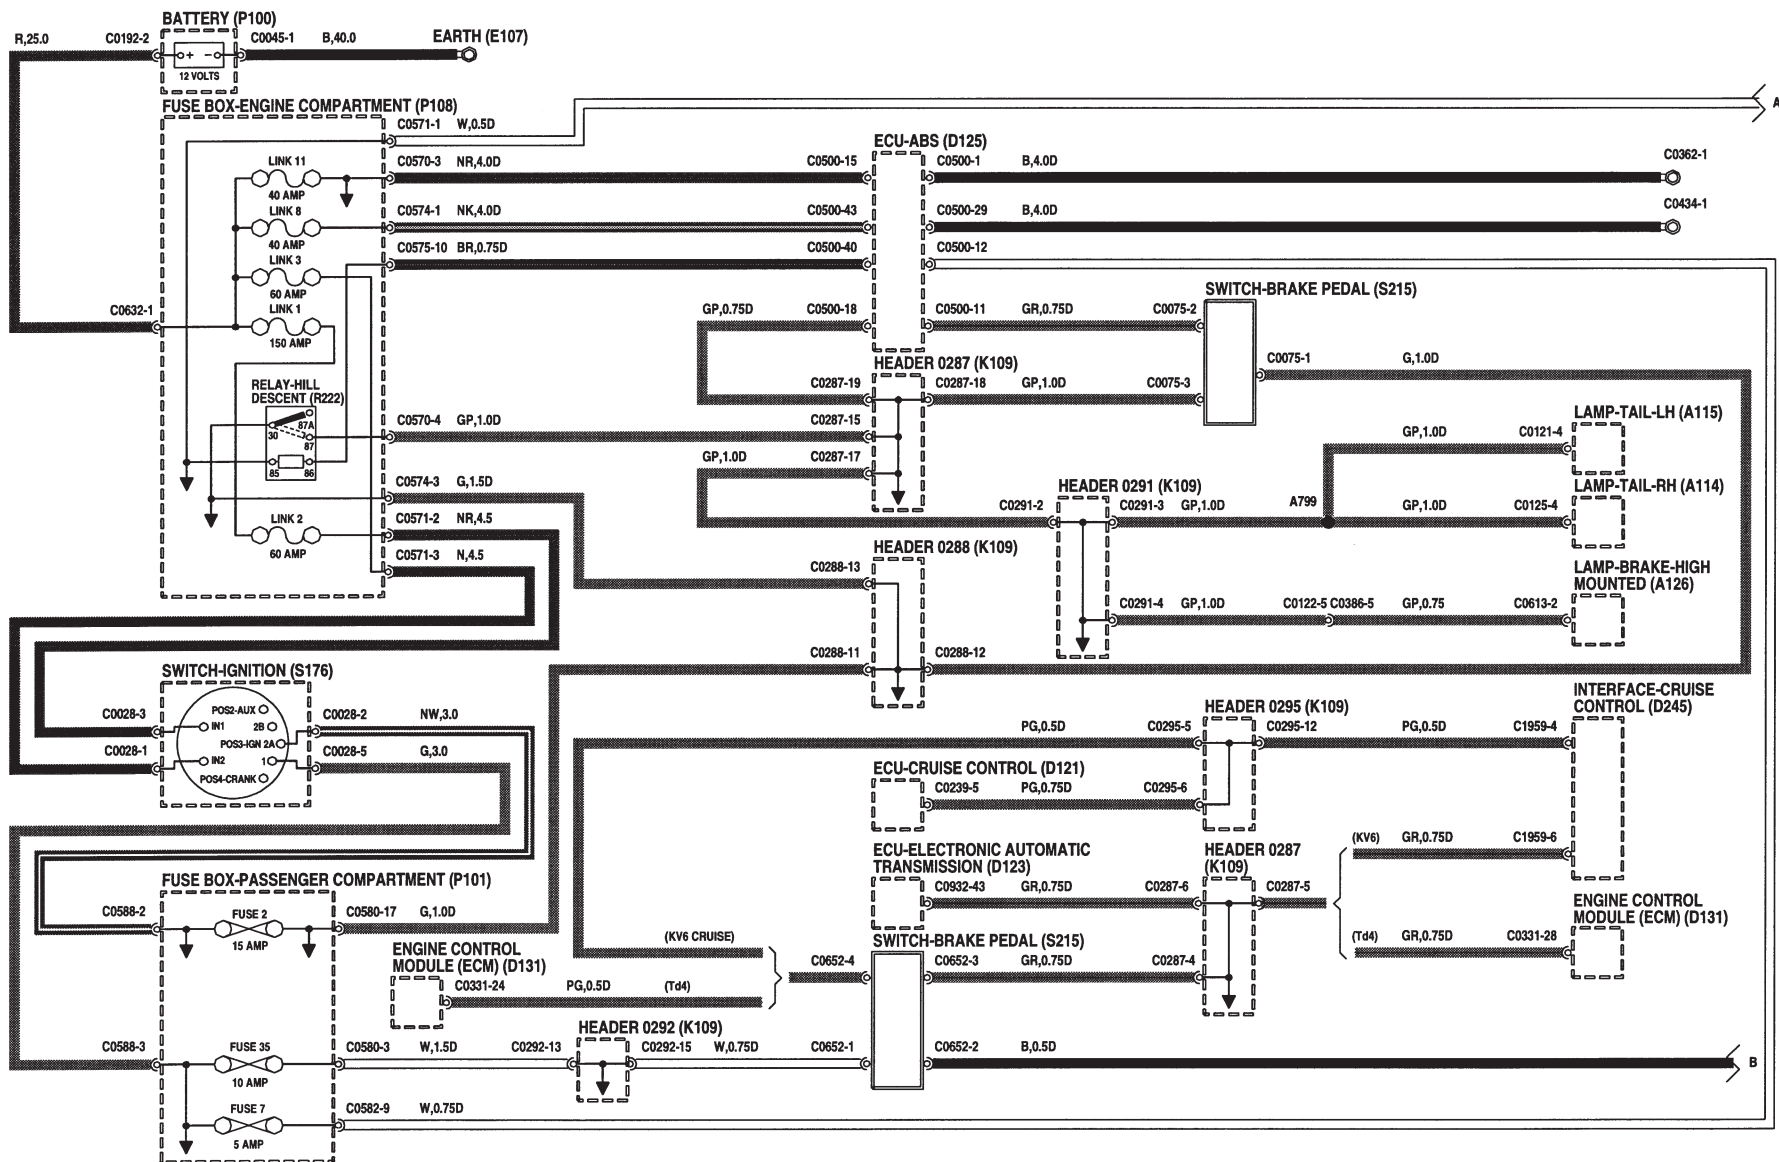 BATTERY (P100)
R,25.0
C0192-2
C0045-1
B,40.0
EARTH (E107)
+ -
12 VOLTS
FUSE BOX-ENGINE COMPARTMENT (P108)
C0571-1 W,0.5D
A
LINK 11
40 AMP
C0570-3 NR,4.0D
C0500-15
ECU-ABS (D125)
C0500-1 B,4.0D
C0362-1
LINK 8
40 AMP
C0574-1 NK,4.0D
C0500-43
C0500-29 B,4.0D
C0434-1
C0575-10 BR,0.75D
C0500-40
C0500-12
LINK 3
60 AMP
C0632-1
LINK 1
150 AMP
GP,0.75D
C0500-18
C0500-11 GR,0.75D
C0075-2
SWITCH-BRAKE PEDAL (S215)
C0075-1
G,1.0D
HEADER 0287 (K109)
C0287-19
C0287-18 GP,1.0D
C0075-3
RELAY-HILL
DESCENT (R222)
87A
30
87
85
86
C0570-4 GP,1.0D
C0287-15
GP,1.0D
C0287-17
LAMP-TAIL-LH (A115)
GP,1.0D
C0121-4
C0574-3 G,1.5D
HEADER 0291 (K109)
C0291-2
C0291-3 GP,1.0D
A799
GP,1.0D
C0125-4
LAMP-TAIL-RH (A114)
C0571-2 NR,4.5
LINK 2
60 AMP
C0571-3 N,4.5
HEADER 0288 (K109)
C0288-13
LAMP-BRAKE-HIGH
MOUNTED (A126)
C0291-4 GP,1.0D
C0122-5 C0386-5
GP,0.75
C0613-2
C0288-11
C0288-12
SWITCH-IGNITION (S176)
C0028-3
C0028-1
POS2-AUX
IN1
2B
POS3-IGN 2A
IN2
1
POS4-CRANK
C0028-2
NW,3.0
C0028-5
G,3.0
PG,0.5D
C0295-5
HEADER 0295 (K109)
C0295-12
PG,0.5D
C1959-4
INTERFACE-CRUISE
CONTROL (D245)
ECU-CRUISE CONTROL (D121)
C0239-5 PG,0.75D
C0295-6
(KV6)
GR,0.75D
C1959-6
ECU-ELECTRONIC AUTOMATIC
TRANSMISSION (D123)
C0932-43 GR,0.75D
C0287-6
HEADER 0287
(K109)
C0287-5
ENGINE CONTROL
MODULE (ECM) (D131)
(Td4)
GR,0.75D
C0331-28
FUSE BOX-PASSENGER COMPARTMENT (P101)
C0588-2
FUSE 2
15 AMP
C0580-17 G,1.0D
(KV6 CRUISE)
ENGINE CONTROL
MODULE (ECM) (D131)
C0331-24
PG,0.5D
(Td4)
SWITCH-BRAKE PEDAL (S215)
C0652-4
C0652-3 GR,0.75D
C0287-4
C0588-3
FUSE 35
10 AMP
C0580-3 W,1.5D
C0292-13
HEADER 0292 (K109)
C0292-15 W,0.75D
C0652-1
C0652-2 B,0.5D
B
FUSE 7
5 AMP
C0582-9 W,0.75D